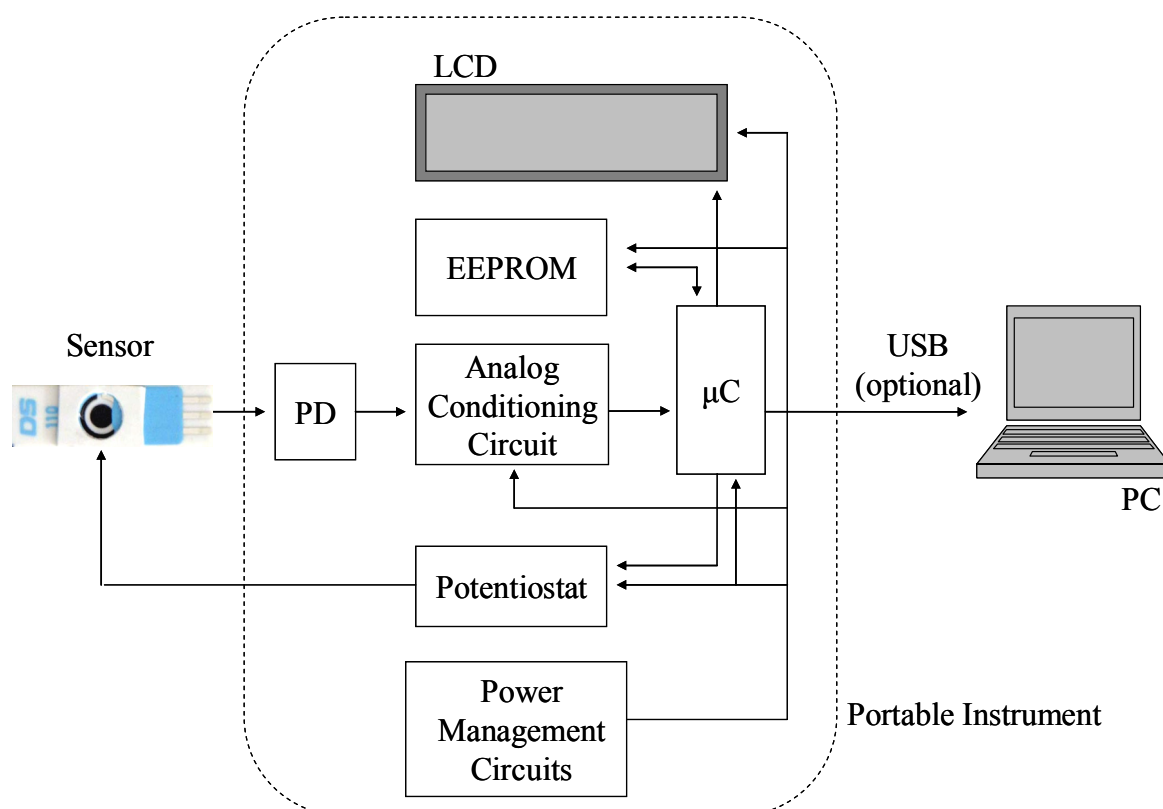 LCD
EEPROM
Sensor
DS
110
PD
Analog
Conditioning
Circuit
μC
USB
(optional)
PC
Potentiostat
Power
Management
Circuits
Portable Instrument